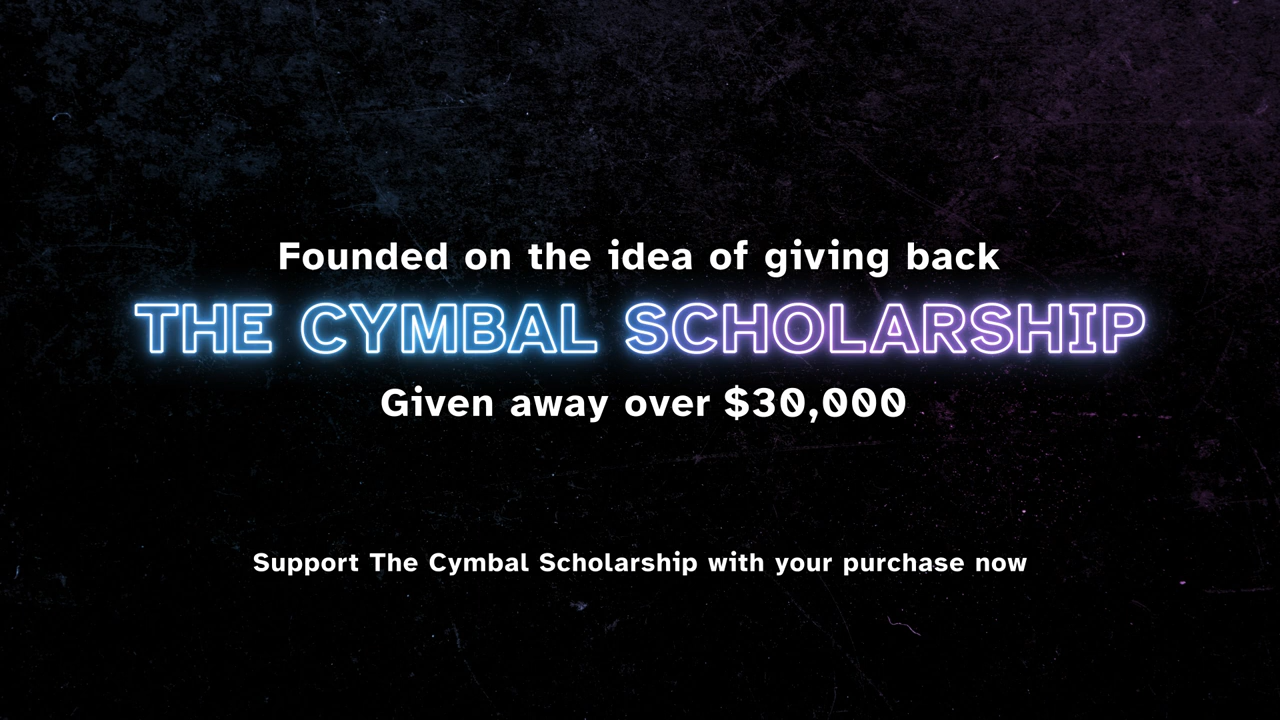 Founded on the idea of giving back
THE CYMBAL SCHOLARSHIP
Given away over $30,000
Support The Cymbal Scholarship with your purchase now